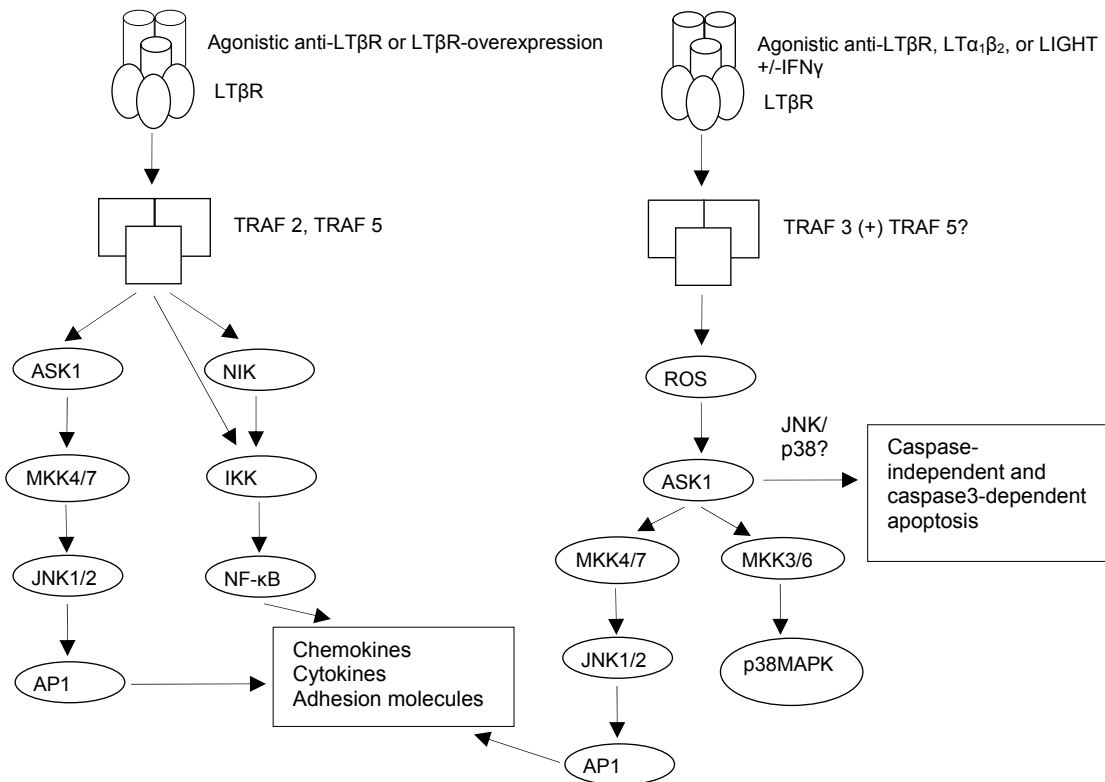 Agonistic anti-LTβR or LTβR-overexpression
LTβR
TRAF 2, TRAF 5
ASK1
NIK
MKK4/7
IKK
JNK1/2
NF-κB
AP1
Chemokines
Cytokines
Adhesion molecules
Agonistic anti-LTβR, LTα₁β₂, or LIGHT
+/-IFNγ
LTβR
TRAF 3 (+) TRAF 5?
ROS
JNK/
p38?
ASK1
Caspase-
independent and
caspase3-dependent
apoptosis
MKK4/7
MKK3/6
JNK1/2
p38MAPK
AP1